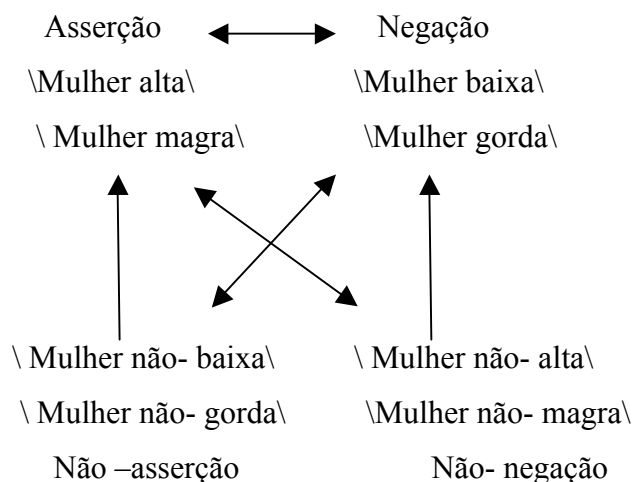 Asserção Negação
\Mulher alta\ \Mulher baixa\
\ Mulher magra\ \Mulher gorda\
\ Mulher não- baixa\ \ Mulher não- alta\
\ Mulher não- gorda\ \Mulher não- magra\
Não –asserção Não- negação